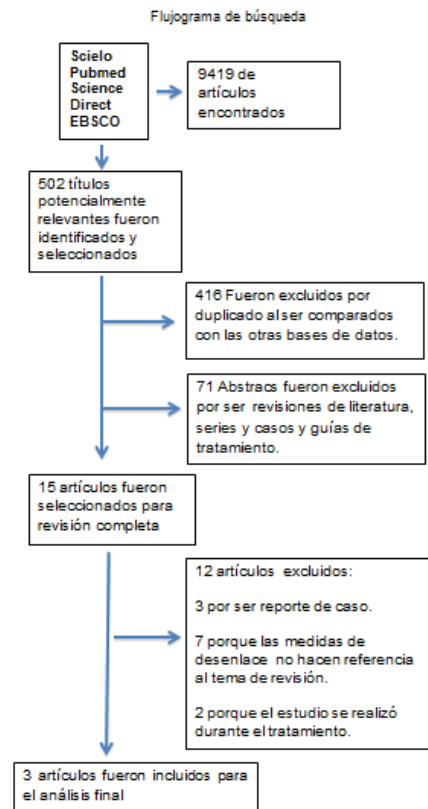 Flujograma de búsqueda
Scielo
Pubmed
Science
Direct
EBSCO
9419 de
artículos
encontrados
502 títulos
potencialmente
relevantes fueron
identificados y
seleccionados
416 Fueron excluidos por
duplicado al ser comparados
con las otras bases de datos.
71 Abstracs fueron excluidos
por ser revisiones de literatura,
series y casos y guías de
tratamiento.
15 artículos fueron
seleccionados para
revisión completa
12 artículos excluidos:
3 por ser reporte de caso.
7 porque las medidas de
desenlace no hacen referencia
al tema de revisión.
2 porque el estudio se realizó
durante el tratamiento.
3 artículos fueron incluidos para
el análisis final